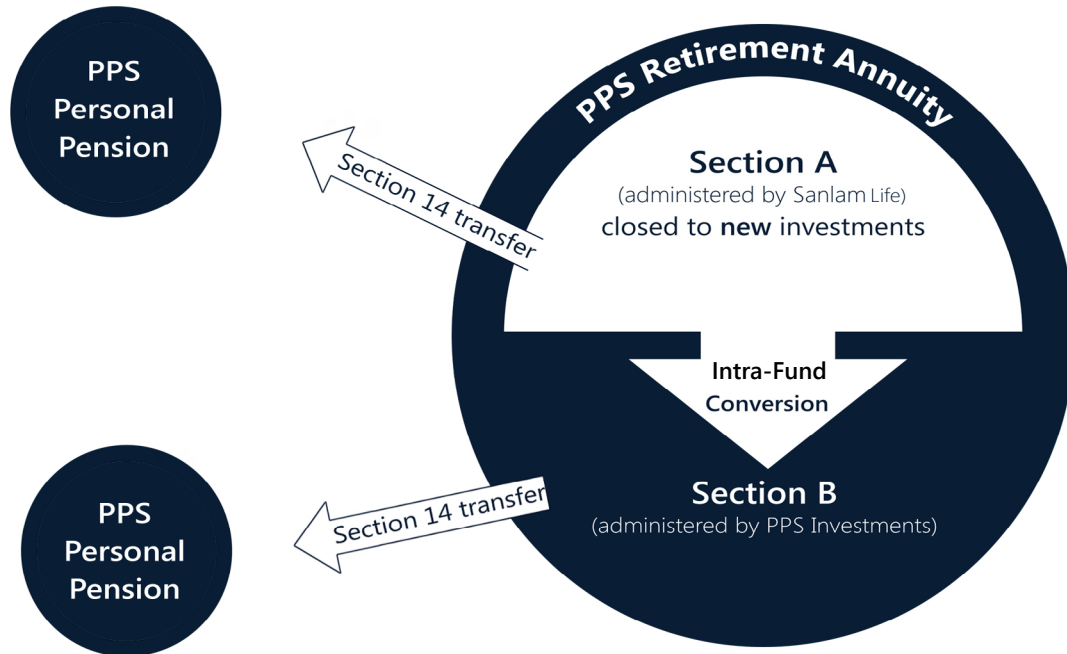 PPS
Personal
Pension
PPS Retirement Annuity
Section A
(administered by Sanlam Life)
closed to new investments
Section 14 transfer
Intra-Fund
Conversion
Section B
(administered by PPS Investments)
Section 14 transfer
PPS
Personal
Pension